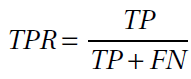 TPR = TP / (TP + FN)